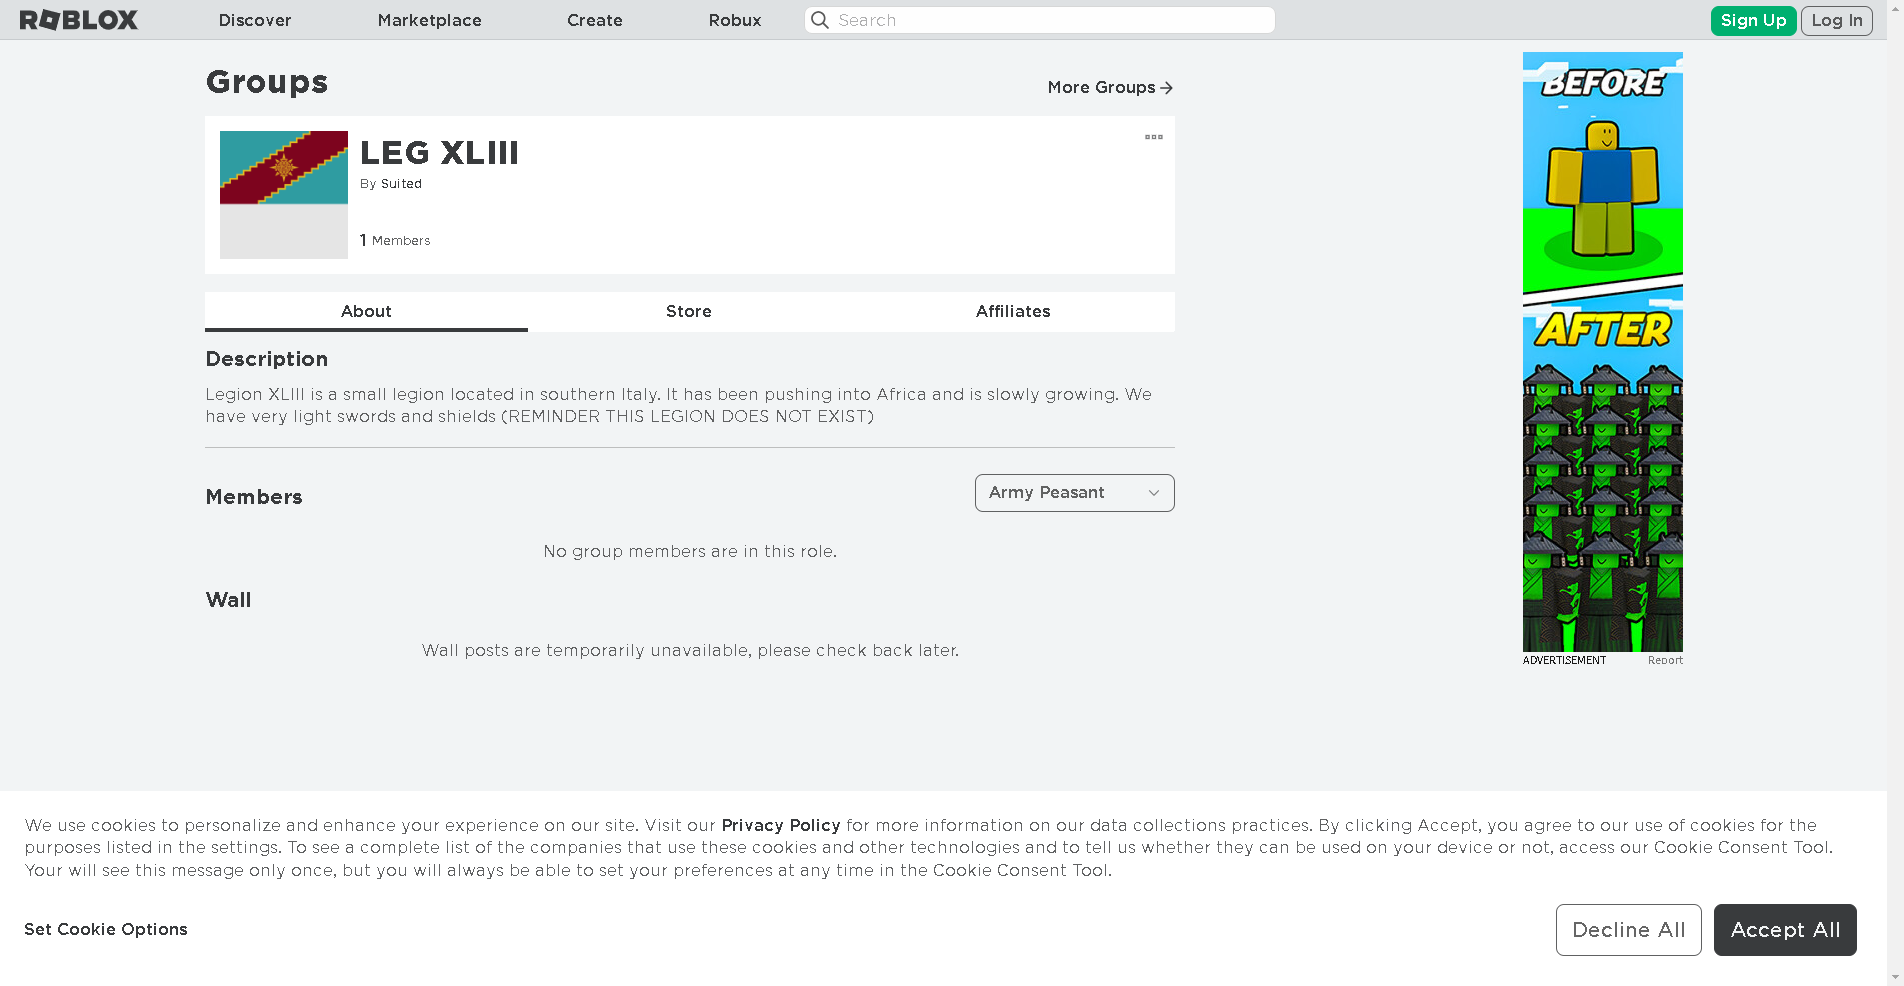 ROBLOX Discover Marketplace Create Robux Search Sign Up Log In
Groups
More Groups
LEG XLIII
By Suited
1 Members
About Store Affiliates
Description
Legion XLIII is a small legion located in southern Italy. It has been pushing into Africa and is slowly growing. We
have very light swords and shields (REMINDER THIS LEGION DOES NOT EXIST)
Members
Army Peasant
No group members are in this role.
Wall
Wall posts are temporarily unavailable, please check back later.
BEFORE
AFTER
ADVERTISEMENT Report
We use cookies to personalize and enhance your experience on our site. Visit our Privacy Policy for more information on our data collections practices. By clicking Accept, you agree to our use of cookies for the
purposes listed in the settings. To see a complete list of the companies that use these cookies and other technologies and to tell us whether they can be used on your device or not, access our Cookie Consent Tool.
Your will see this message only once, but you will always be able to set your preferences at any time in the Cookie Consent Tool.
Set Cookie Options
Decline All
Accept All